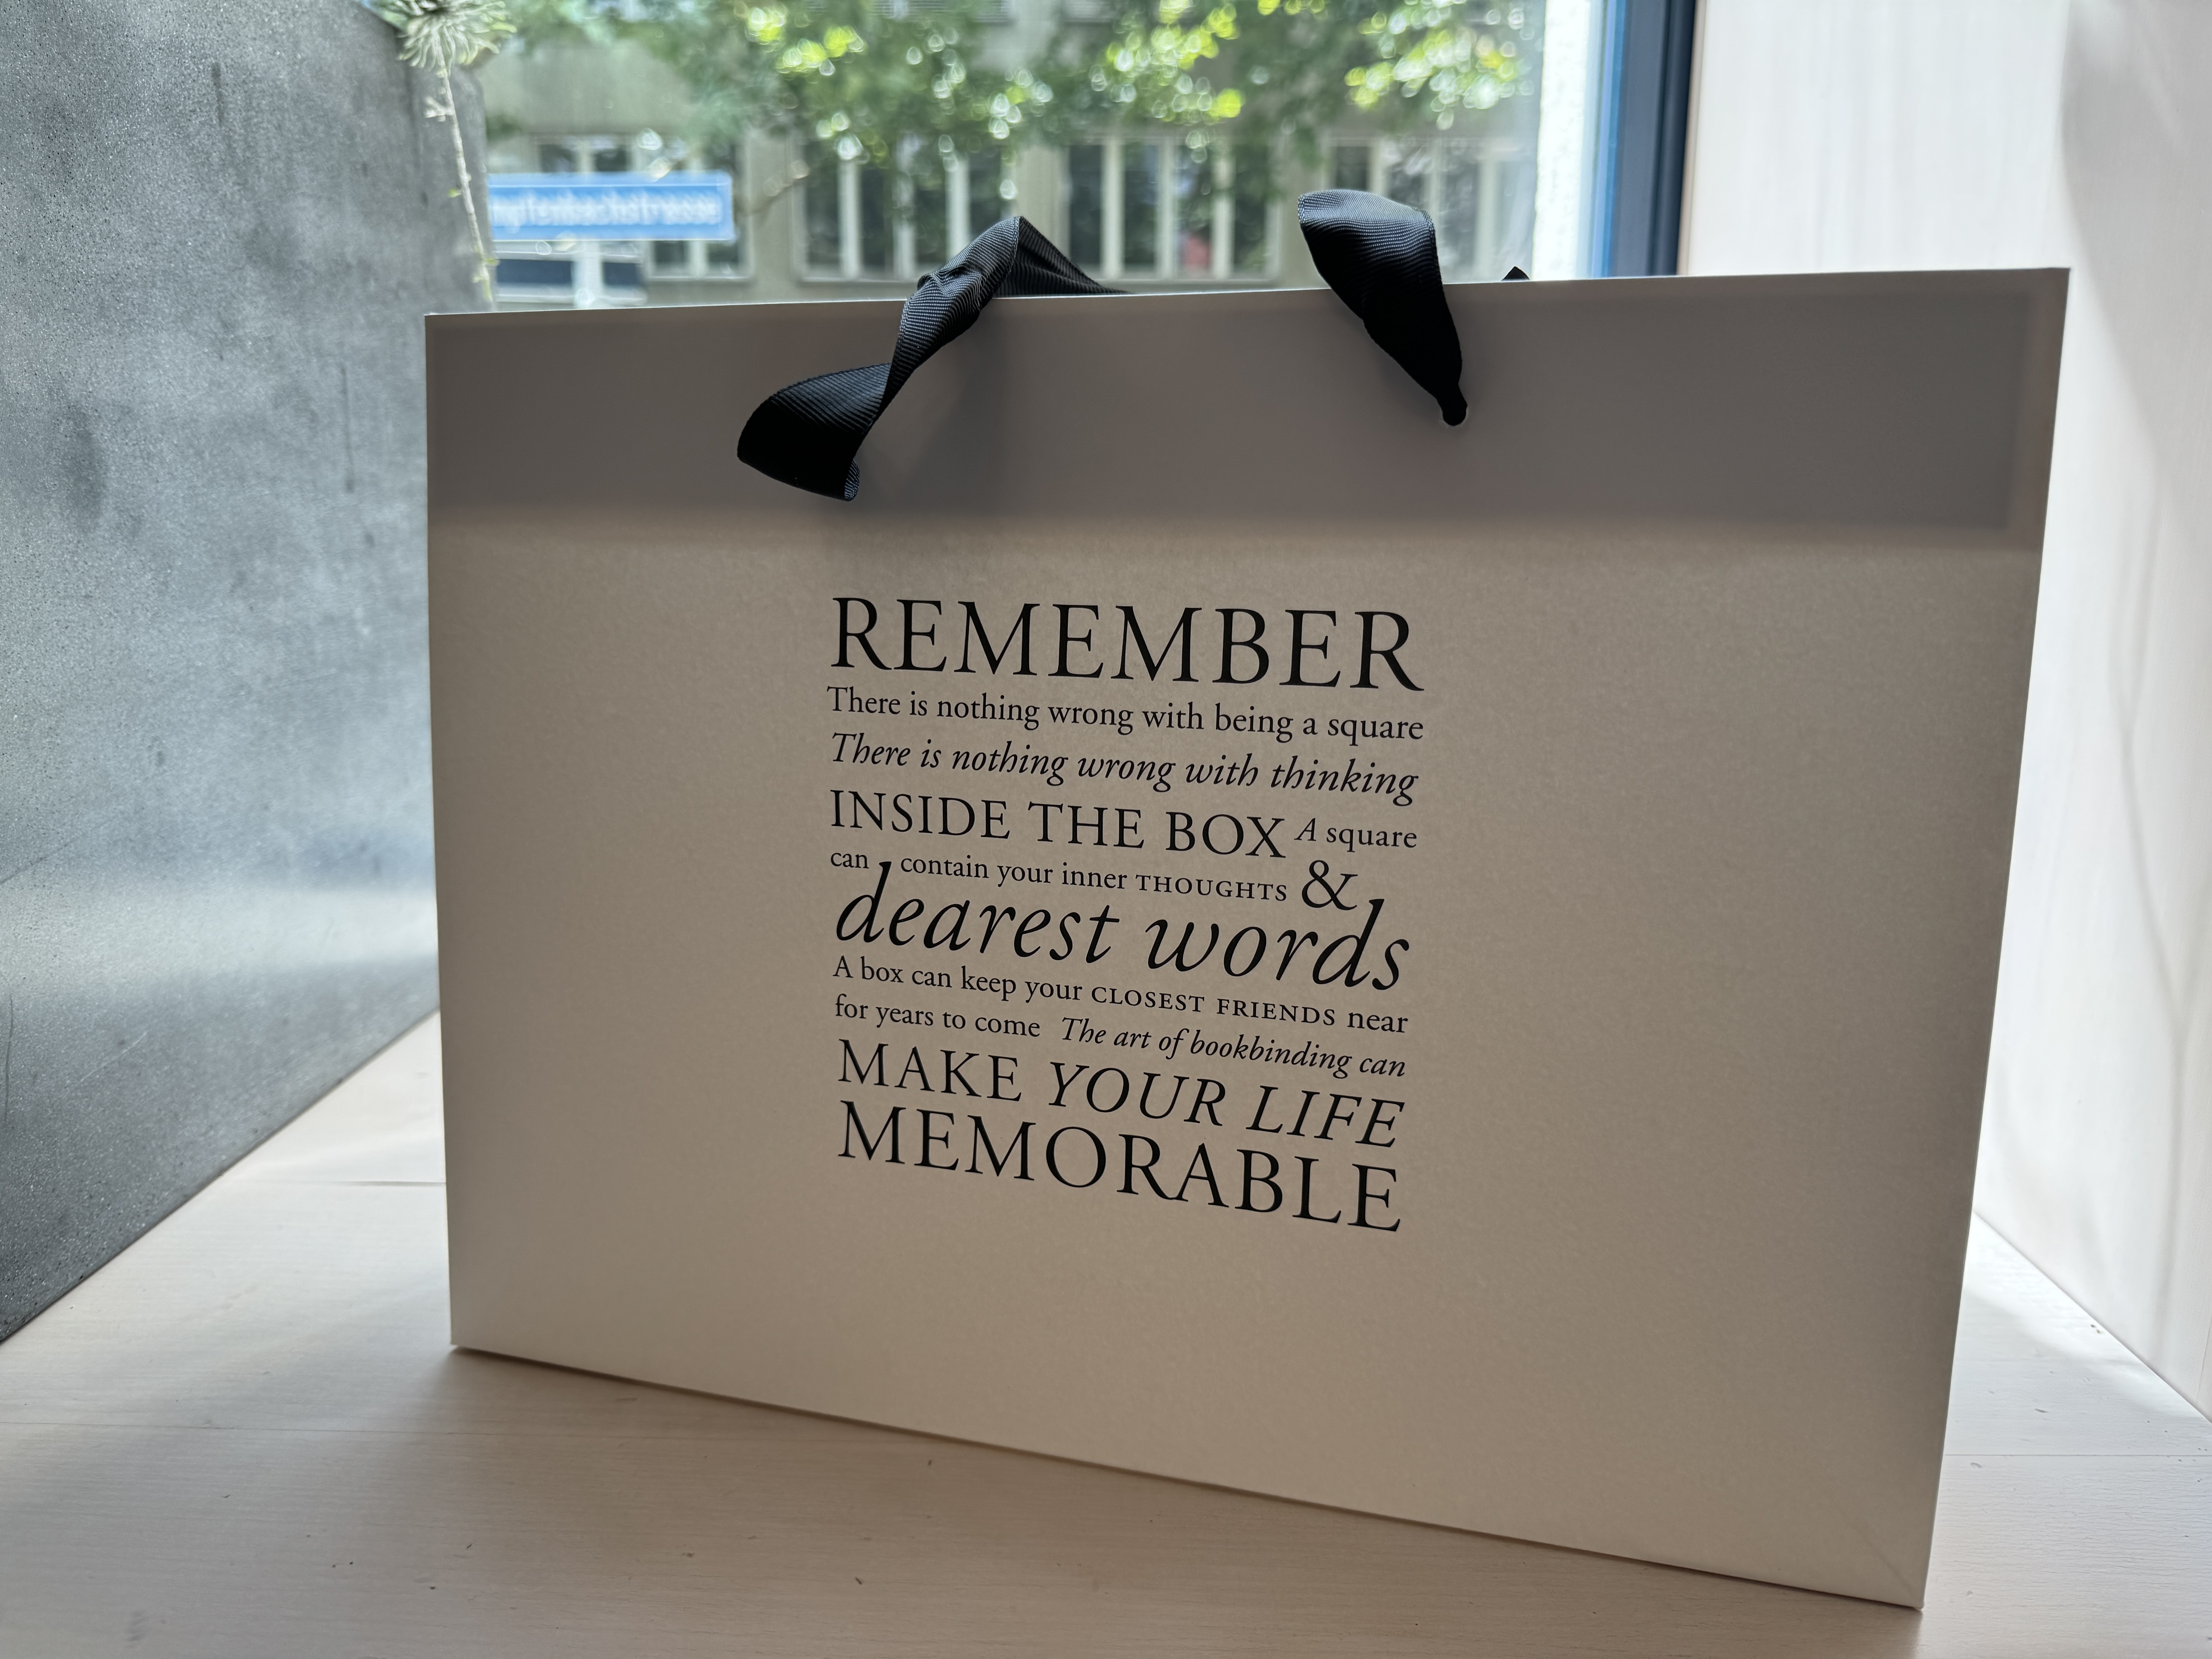 REMEMBER
There is nothing wrong with being a square
There is nothing wrong with thinking
INSIDE THE BOX A square
can contain your inner THOUGHTS &
dearest words
A box can keep your CLOSEST FRIENDS near
for years to come The art of bookbinding can
MAKE YOUR LIFE
MEMORABLE